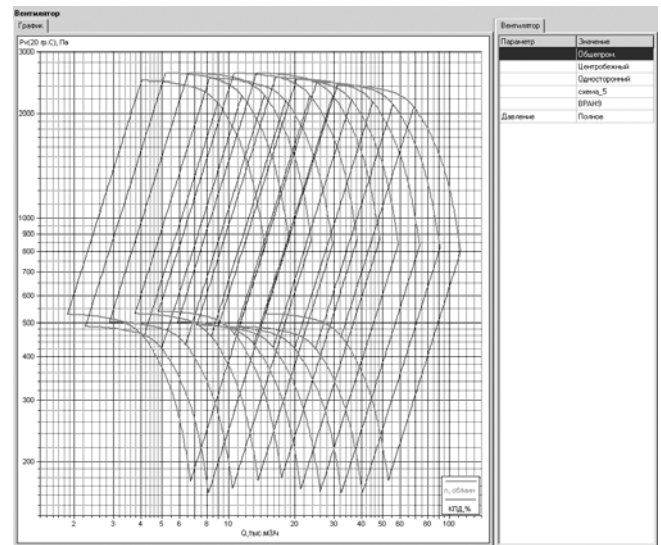 Вентилятор
График
Вентилятор
Pv(20 гр.С), Па
Параметр Значение
Общепром.
Центробежный
Односторонний
схема_5
ВРАН9
Давление Полное
3000
2000
1000
900
800
700
600
500
400
300
200
n, об/мин
КПД,%
2 3 4 5 6 8 10 20 30 40 50 60 80 100
Q,тыс.м3/ч